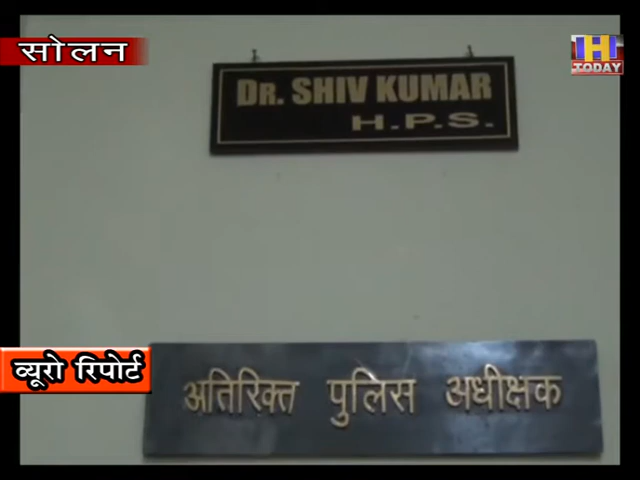 सोलन
H
TODAY
DR. SHIV KUMAR
H.P.S.
व्यूरो रिपोर्ट
अतिरिक्त पुलिस अधीक्षक